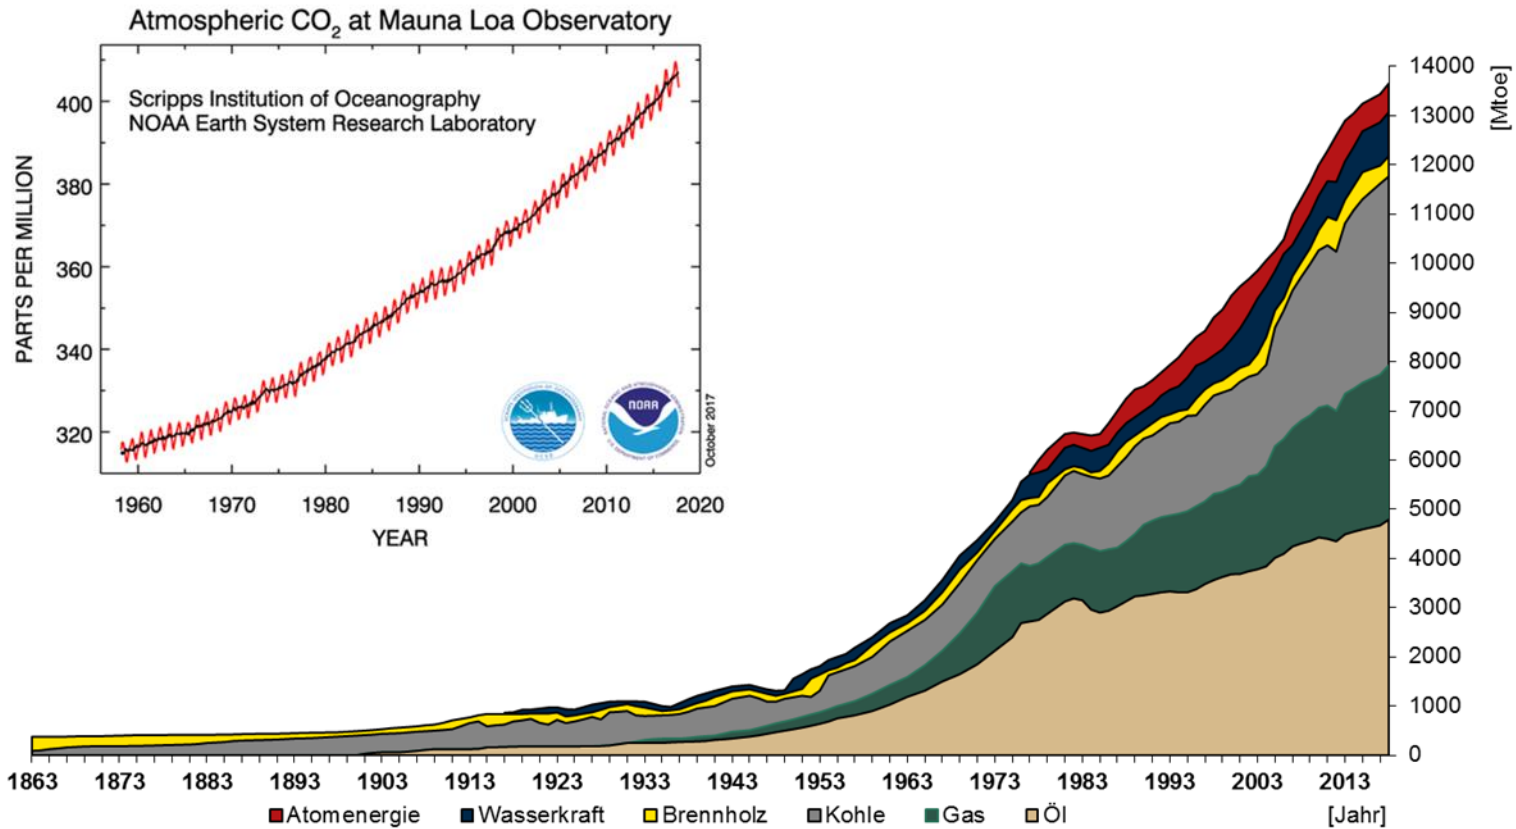 Atmospheric CO2 at Mauna Loa Observatory
Scripps Institution of Oceanography
NOAA Earth System Research Laboratory
PARTS PER MILLION
400
380
360
340
320
1960 1970 1980 1990 2000 2010 2020
YEAR
NOAA
October 2017
14000
13000
12000
11000
10000
9000
8000
7000
6000
5000
4000
3000
2000
1000
0
[Mtoe]
1863 1873 1883 1893 1903 1913 1923 1933 1943 1953 1963 1973 1983 1993 2003 2013
Atomenergie Wasserkraft Brennholz Kohle Gas Öl [Jahr]